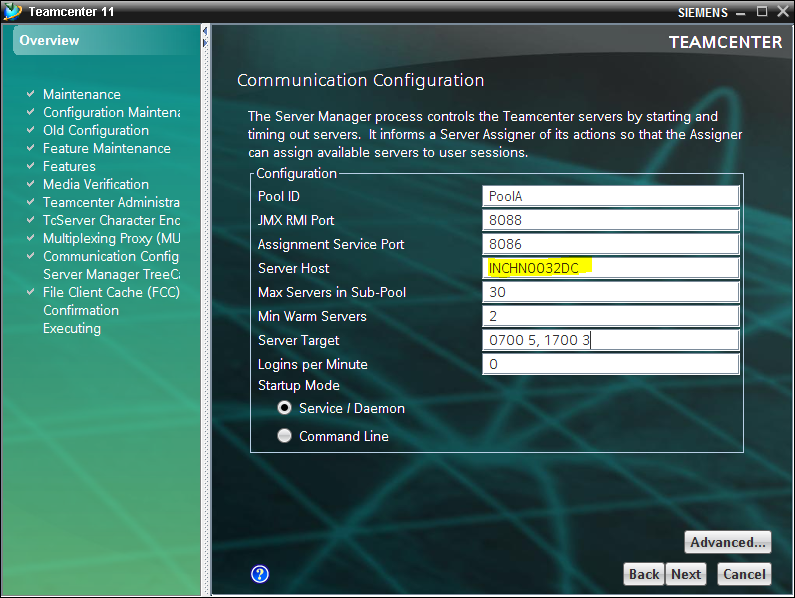 Teamcenter 11
SIEMENS
Overview
TEAMCENTER
Maintenance
Configuration Maintena
Old Configuration
Feature Maintenance
Features
Media Verification
Teamcenter Administra
TcServer Character Enc
Multiplexing Proxy (MU
Communication Config
Server Manager TreeCa
File Client Cache (FCC)
Confirmation
Executing
Communication Configuration
The Server Manager process controls the Teamcenter servers by starting and
timing out servers. It informs a Server Assigner of its actions so that the Assigner
can assign available servers to user sessions.
Configuration
Pool ID PoolA
JMX RMI Port 8088
Assignment Service Port 8086
Server Host INCHN0032DC
Max Servers in Sub-Pool 30
Min Warm Servers 2
Server Target 0700 5, 1700 3
Logins per Minute 0
Startup Mode
Service / Daemon
Command Line
Advanced...
?
Back Next Cancel